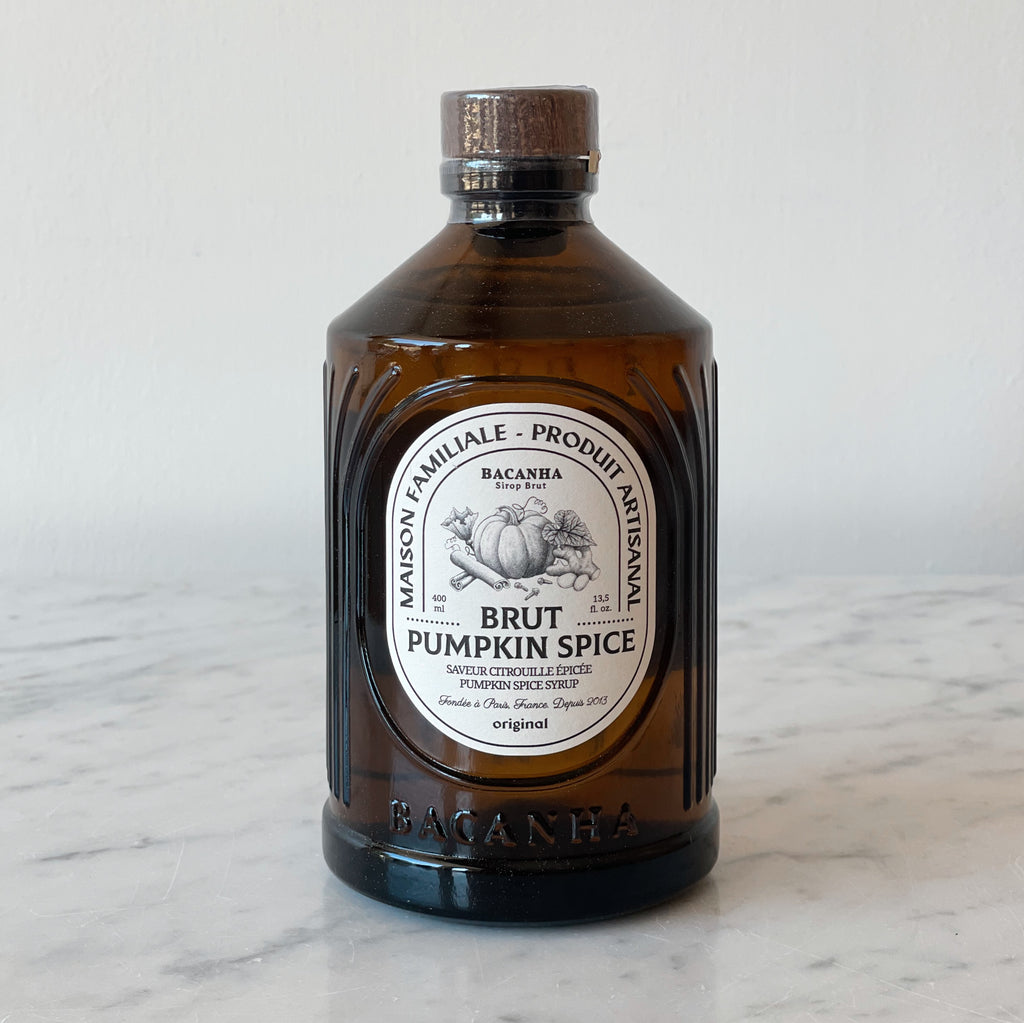 MAISON FAMILIALE - PRODUIT ARTISANAL
BACANHA
Sirop Brut
400
ml
13,5
fl. oz.
BRUT
PUMPKIN SPICE
SAVEUR CITROUILLE ÉPICÉE
PUMPKIN SPICE SYRUP
Fondée à Paris, France. Depuis 2013
original
BACANHA